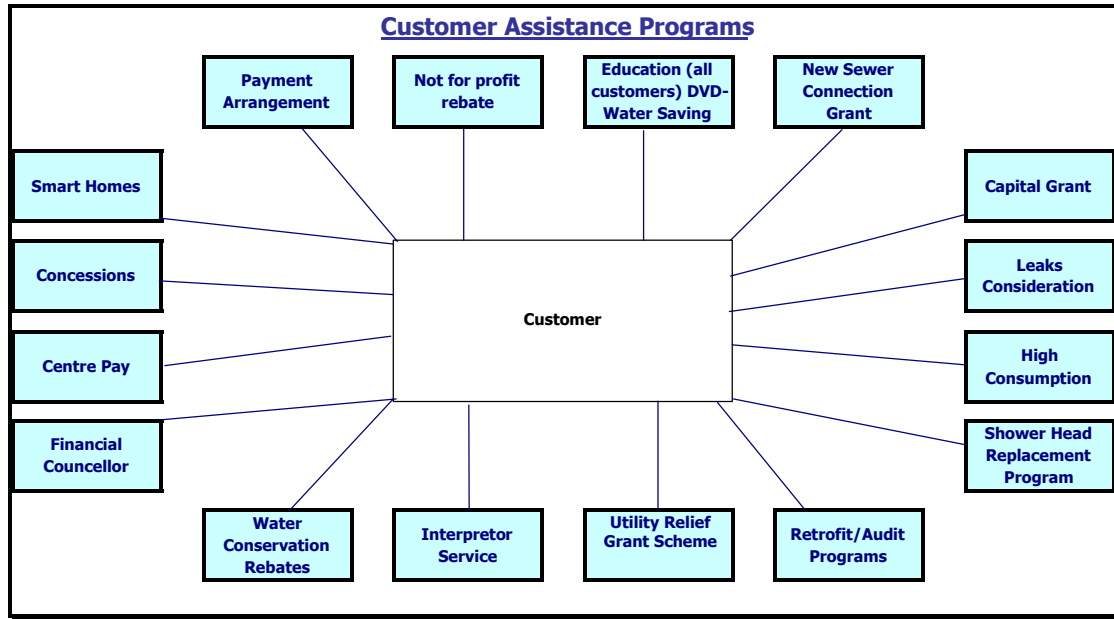 Customer Assistance Programs
Payment
Arrangement
Not for profit
rebate
Education (all
customers) DVD-
Water Saving
New Sewer
Connection
Grant
Smart Homes
Capital Grant
Concessions
Leaks
Consideration
Customer
Centre Pay
High
Consumption
Financial
Councellor
Shower Head
Replacement
Program
Water
Conservation
Rebates
Interpretor
Service
Utility Relief
Grant Scheme
Retrofit/Audit
Programs